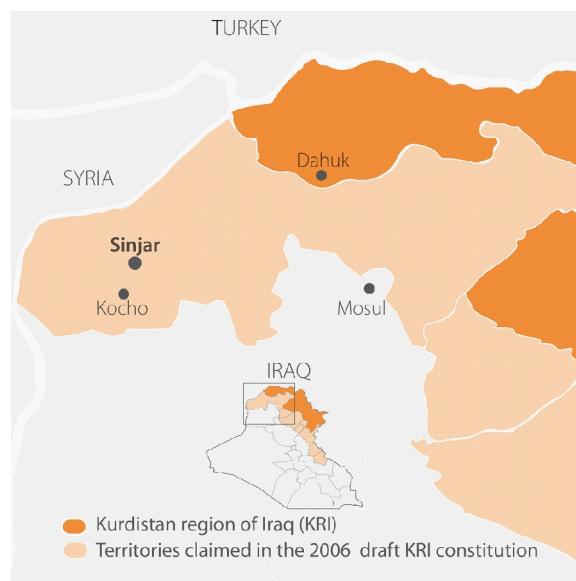 TURKEY
Dahuk
SYRIA
Sinjar
Kocho
Mosul
IRAQ
Kurdistan region of Iraq (KRI)
Territories claimed in the 2006 draft KRI constitution